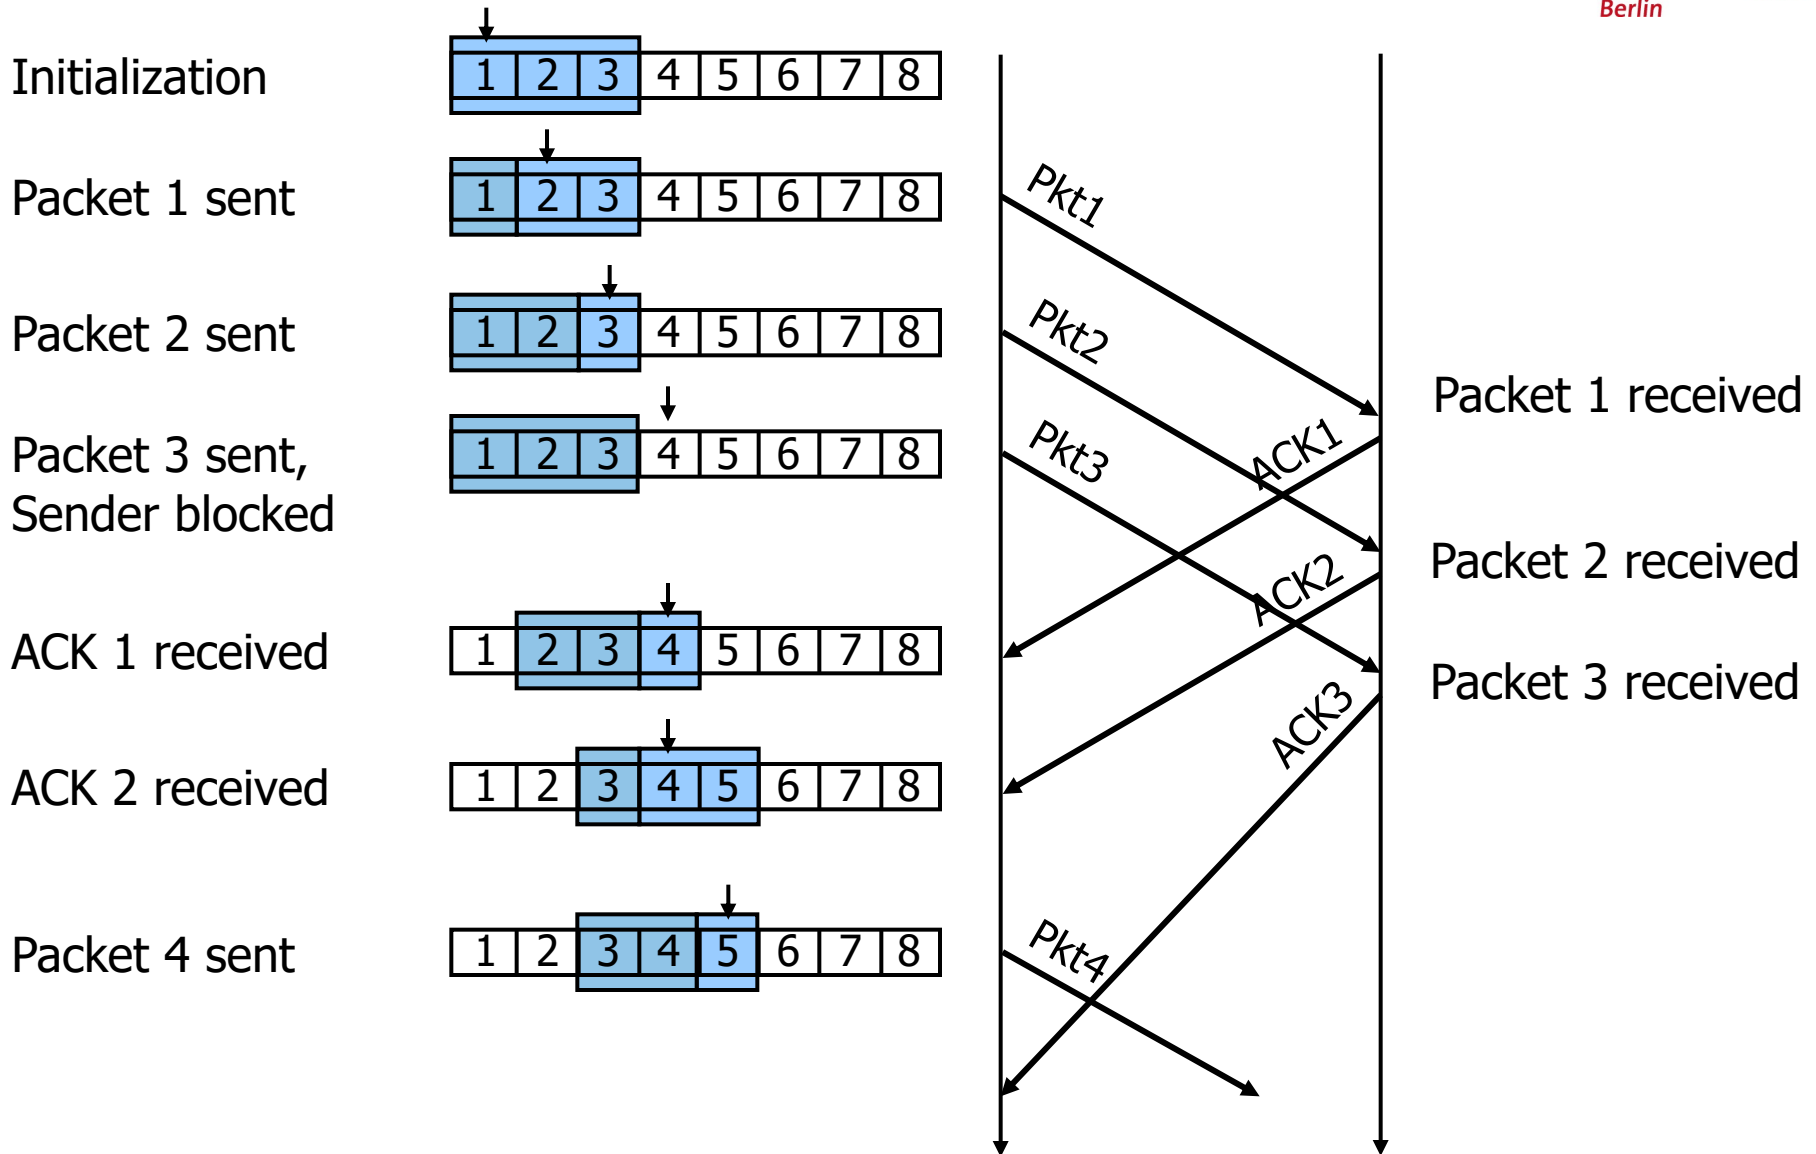 Berlin
Initialization
1 2 3 4 5 6 7 8
Packet 1 sent
1 2 3 4 5 6 7 8
Pkt1
Packet 2 sent
1 2 3 4 5 6 7 8
Pkt2
Packet 1 received
Packet 3 sent,
Sender blocked
1 2 3 4 5 6 7 8
Pkt3
ACK1
Packet 2 received
ACK 1 received
1 2 3 4 5 6 7 8
ACK2
Packet 3 received
ACK 2 received
1 2 3 4 5 6 7 8
ACK3
Packet 4 sent
1 2 3 4 5 6 7 8
Pkt4